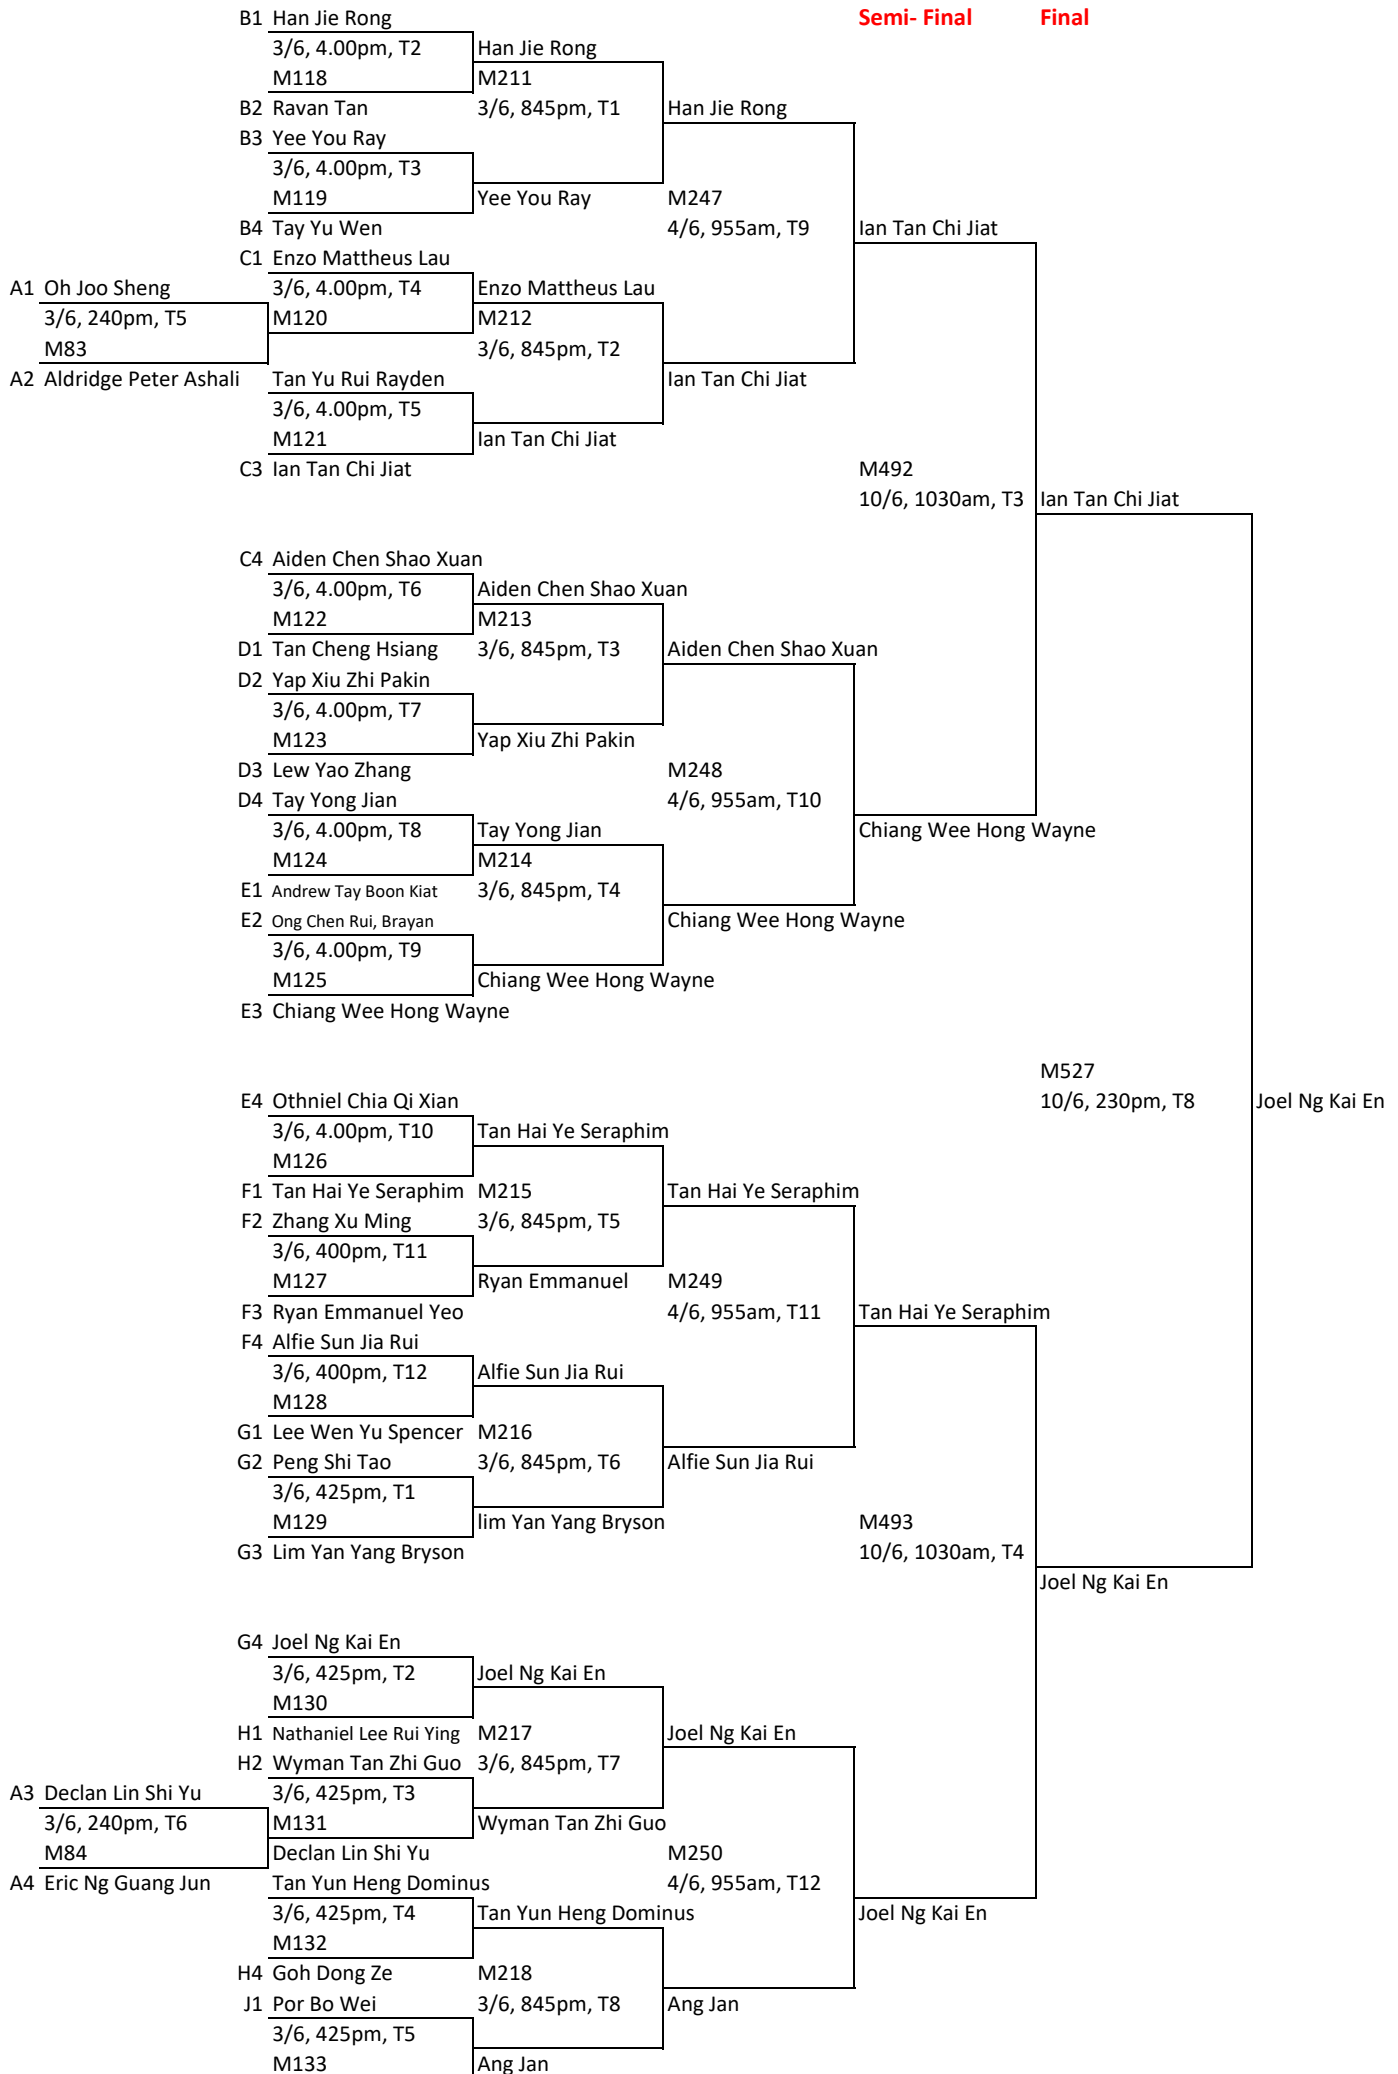 B1 Han Jie Rong Semi- Final Final
3/6, 4.00pm, T2 Han Jie Rong
M118 M211
B2 Ravan Tan 3/6, 845pm, T1 Han Jie Rong
B3 Yee You Ray
3/6, 4.00pm, T3
M119 Yee You Ray M247
B4 Tay Yu Wen 4/6, 955am, T9 Ian Tan Chi Jiat
C1 Enzo Mattheus Lau
A1 Oh Joo Sheng 3/6, 4.00pm, T4 Enzo Mattheus Lau
3/6, 240pm, T5 M120 M212
M83 3/6, 845pm, T2
A2 Aldridge Peter Ashali Tan Yu Rui Rayden Ian Tan Chi Jiat
3/6, 4.00pm, T5
M121 Ian Tan Chi Jiat
C3 Ian Tan Chi Jiat M492
10/6, 1030am, T3 Ian Tan Chi Jiat
C4 Aiden Chen Shao Xuan
3/6, 4.00pm, T6 Aiden Chen Shao Xuan
M122 M213
D1 Tan Cheng Hsiang 3/6, 845pm, T3 Aiden Chen Shao Xuan
D2 Yap Xiu Zhi Pakin
3/6, 4.00pm, T7
M123 Yap Xiu Zhi Pakin
D3 Lew Yao Zhang M248
D4 Tay Yong Jian 4/6, 955am, T10
3/6, 4.00pm, T8 Tay Yong Jian Chiang Wee Hong Wayne
M124 M214
E1 Andrew Tay Boon Kiat 3/6, 845pm, T4
E2 Ong Chen Rui, Brayan Chiang Wee Hong Wayne
3/6, 4.00pm, T9
M125 Chiang Wee Hong Wayne
E3 Chiang Wee Hong Wayne
M527
E4 Othniel Chia Qi Xian 10/6, 230pm, T8 Joel Ng Kai En
3/6, 4.00pm, T10 Tan Hai Ye Seraphim
M126
F1 Tan Hai Ye Seraphim M215 Tan Hai Ye Seraphim
F2 Zhang Xu Ming 3/6, 845pm, T5
3/6, 400pm, T11
M127 Ryan Emmanuel M249
F3 Ryan Emmanuel Yeo 4/6, 955am, T11 Tan Hai Ye Seraphim
F4 Alfie Sun Jia Rui
3/6, 400pm, T12 Alfie Sun Jia Rui
M128
G1 Lee Wen Yu Spencer M216
G2 Peng Shi Tao 3/6, 845pm, T6 Alfie Sun Jia Rui
3/6, 425pm, T1
M129 lim Yan Yang Bryson M493
G3 Lim Yan Yang Bryson 10/6, 1030am, T4
Joel Ng Kai En
G4 Joel Ng Kai En
3/6, 425pm, T2 Joel Ng Kai En
M130
H1 Nathaniel Lee Rui Ying M217 Joel Ng Kai En
H2 Wyman Tan Zhi Guo 3/6, 845pm, T7
A3 Declan Lin Shi Yu 3/6, 425pm, T3
3/6, 240pm, T6 M131 Wyman Tan Zhi Guo
M84 Declan Lin Shi Yu M250
A4 Eric Ng Guang Jun Tan Yun Heng Dominus 4/6, 955am, T12
3/6, 425pm, T4 Tan Yun Heng Dominus Joel Ng Kai En
M132
H4 Goh Dong Ze M218
J1 Por Bo Wei 3/6, 845pm, T8 Ang Jan
3/6, 425pm, T5
M133 Ang Jan